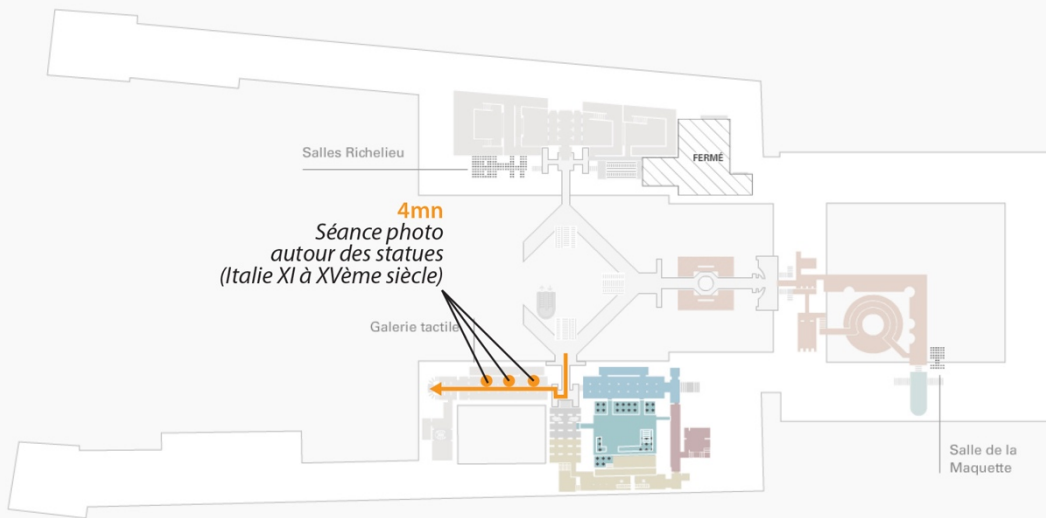 Salles Richelieu
FERMÉ
4mn
Séance photo
autour des statues
(Italie XI à XVème siècle)
Galerie tactile
Salle de la
Maquette